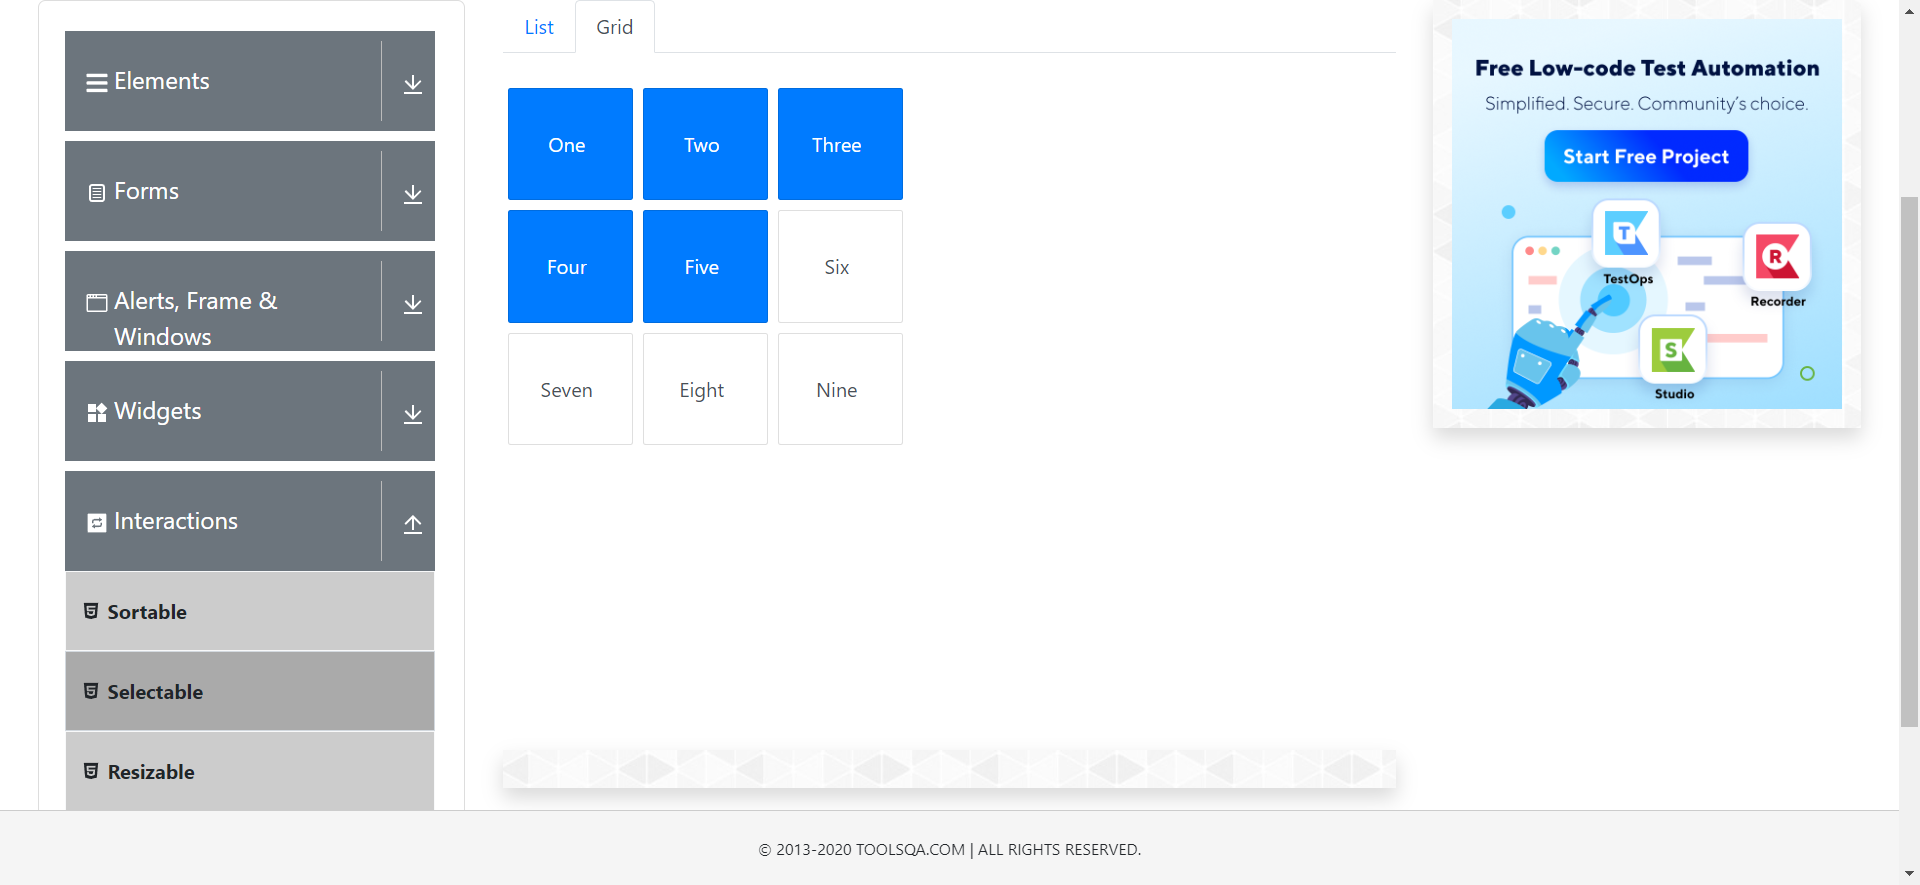 Elements
Forms
Alerts, Frame &
Windows
Widgets
Interactions
Sortable
Selectable
Resizable
List
Grid
One
Two
Three
Four
Five
Six
Seven
Eight
Nine
Free Low-code Test Automation
Simplified. Secure. Community's choice.
Start Free Project
T
TestOps
R
Recorder
S
Studio
© 2013-2020 TOOLSQA.COM | ALL RIGHTS RESERVED.